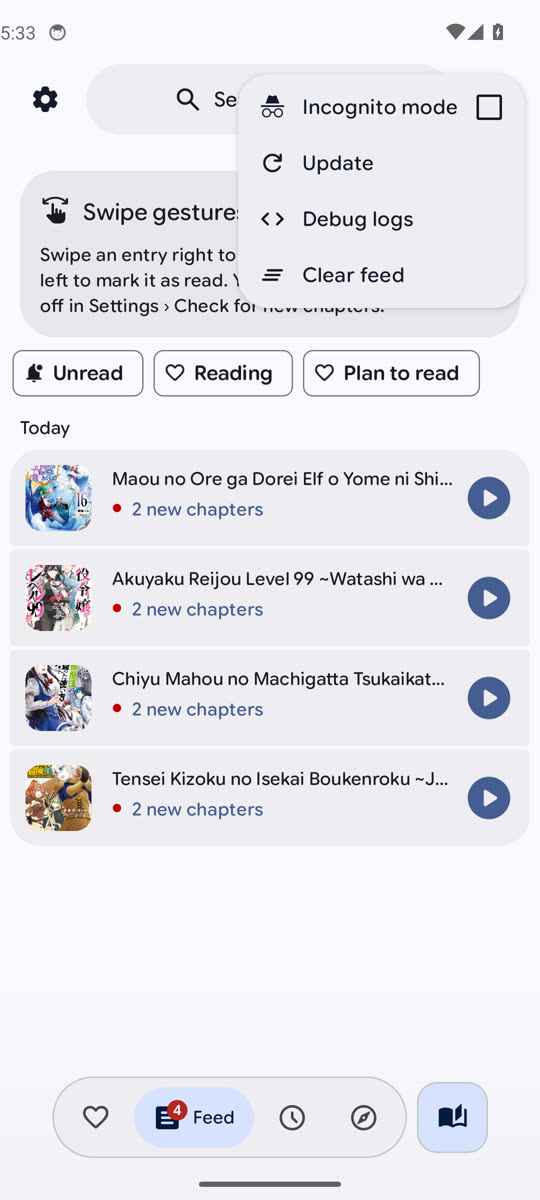 5:33
Se
Incognito mode
Update
Debug logs
Clear feed
Swipe gestures
Swipe an entry right to
left to mark it as read.
off in Settings › Check for new chapters.
Unread
Reading
Plan to read
Today
Maou no Ore ga Dorei Elf o Yome ni Shi...
2 new chapters
16
Akuyaku Reijou Level 99 ~Watashi wa ...
2 new chapters
Chiyu Mahou no Machigatta Tsukaikat...
2 new chapters
Tensei Kizoku no Isekai Boukenroku ~J...
2 new chapters
4
Feed